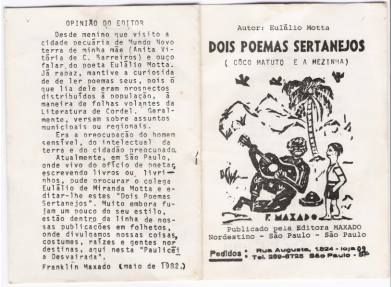 OPINIÃO DO EDITOR
Desde menino que visito a
cidade pecuária de Mundo Novo
terra de minha mãe (Anita Vi-
tória de C. Barreiros) e ouço
falar do poeta Eulálio Motta.
Já rapaz, mantive a curiosida
de de ler poemas seus, dois o
que lia dele eram prospectos
distribuídos à população, à
maneira de folhas volantes da
Literatura de Cordel. Geral-
mente, versam sobre assuntos
municipais ou regionais.
Era a preocupação do homem
sensível, do intelectual da
terra e do cidadão preocupado.
Atualmente, em São Paulo,
onde vivo do ofício de poeta,
escrevendo livros ou livri-
nhos, pude procurar o colega
Eulálio de Miranda Motta e e-
ditar-lhe estes "Dois Poemas
Sertanejos". Muito embora fu-
jam um pouco do seu estilo,
estão dentro da linha de nos-
sas publicações em folhetos,
onde divulgamos nossas coisas,
costumes, raízes e gentes nor
destinas, aqui nesta "Paulicéi
a Desvairada".
Franklin Maxado (maio de 1982)
Autor: Eulálio Motta
DOIS POEMAS SERTANEJOS
( CÔCO MATUTO E A MEZINHA )
F. MAXADO
Publicado pela Editora MAXADO
Nordestino - São Paulo - São Paulo
Pedidos: Rua Augusta, 1.524 - loja 09
Tel. 289-6725 São Paulo - SP